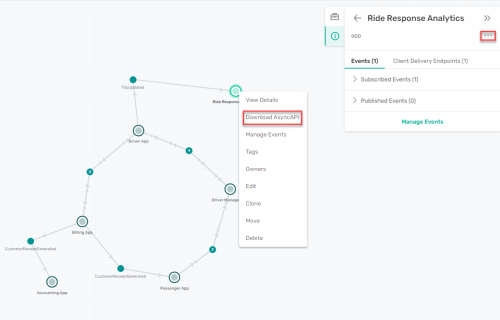 Ride Response Analytics
app
Events (1)
Client Delivery Endpoints (1)
Subscribed Events (1)
Published Events (0)
Manage Events
TripUpdated
Ride Response
View Details
Download AsyncAPI
Manage Events
Tags
Owners
Edit
Clone
Move
Delete
Driver App
Driver Manage
Billing App
CustomerReceiptGenerated
CustomerReceiptGenerated
Passenger App
Accounting App